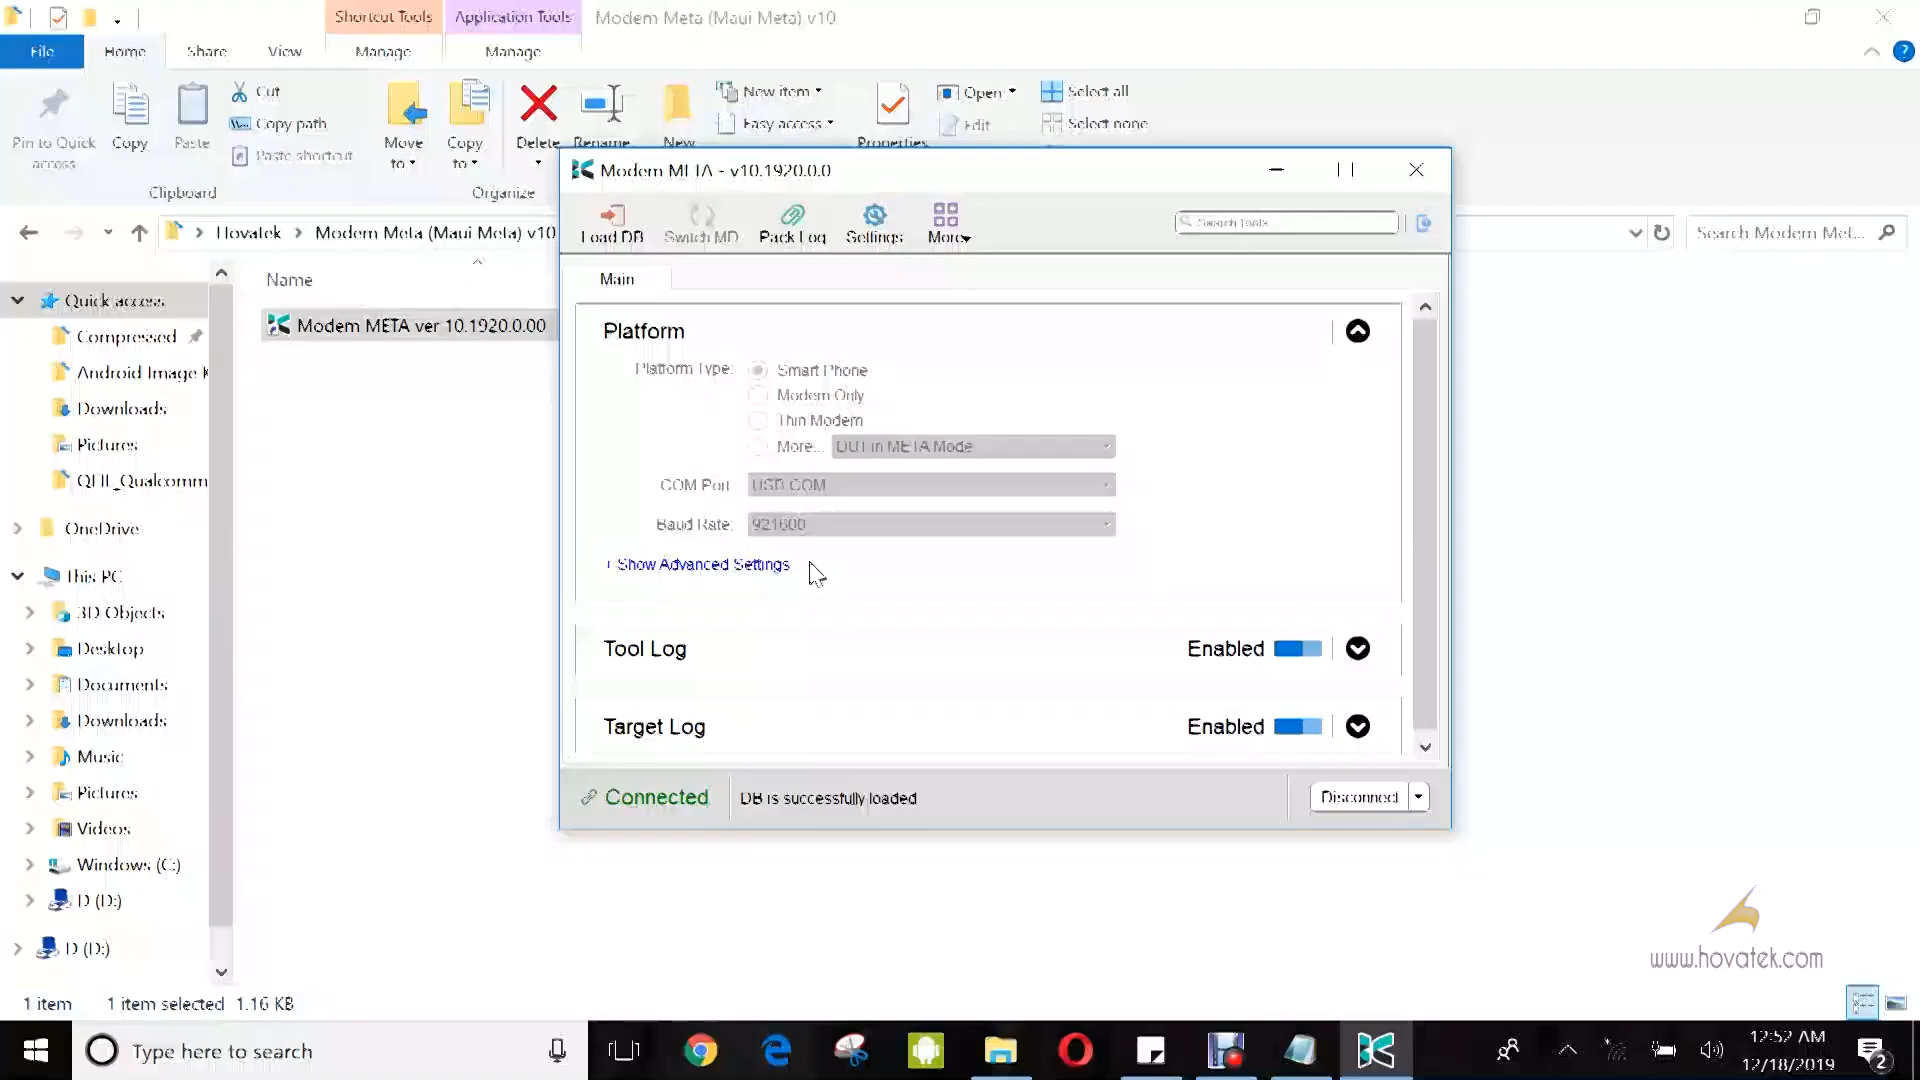 Shortcut Tools
Application Tools
Modem Meta (Maui Meta) v10
File
Home
Share
View
Manage
Manage
Pin to Quick access
Copy
Paste
Cut
Copy path
Paste shortcut
Clipboard
Move to
Copy to
Delete
Rename
New
Organize
New item
Easy access
Properties
Open
Edit
Select all
Select none
Hovatek
Modem Meta (Maui Meta) v10
Search Modem Met...
Name
Modem META ver 10.1920.0.00
Quick access
Compressed
Android Image K
Downloads
Pictures
QFIL_Qualcomm
OneDrive
This PC
3D Objects
Desktop
Documents
Downloads
Music
Pictures
Videos
Windows (C:)
D (D:)
D (D:)
1 item
1 item selected 1.16 KB
Modem META - v10.1920.0.0
Load DB
Switch MD
Pack Log
Settings
More
Search Tools
Main
Platform
Platform Type:
Smart Phone
Modem Only
Thin Modem
More...
DUT in META Mode
COM Port:
USB COM
Baud Rate:
921600
+ Show Advanced Settings
Tool Log
Enabled
Target Log
Enabled
Connected
DB is successfully loaded
Disconnect
www.hovatek.com
Type here to search
12:52 AM
12/18/2019
2